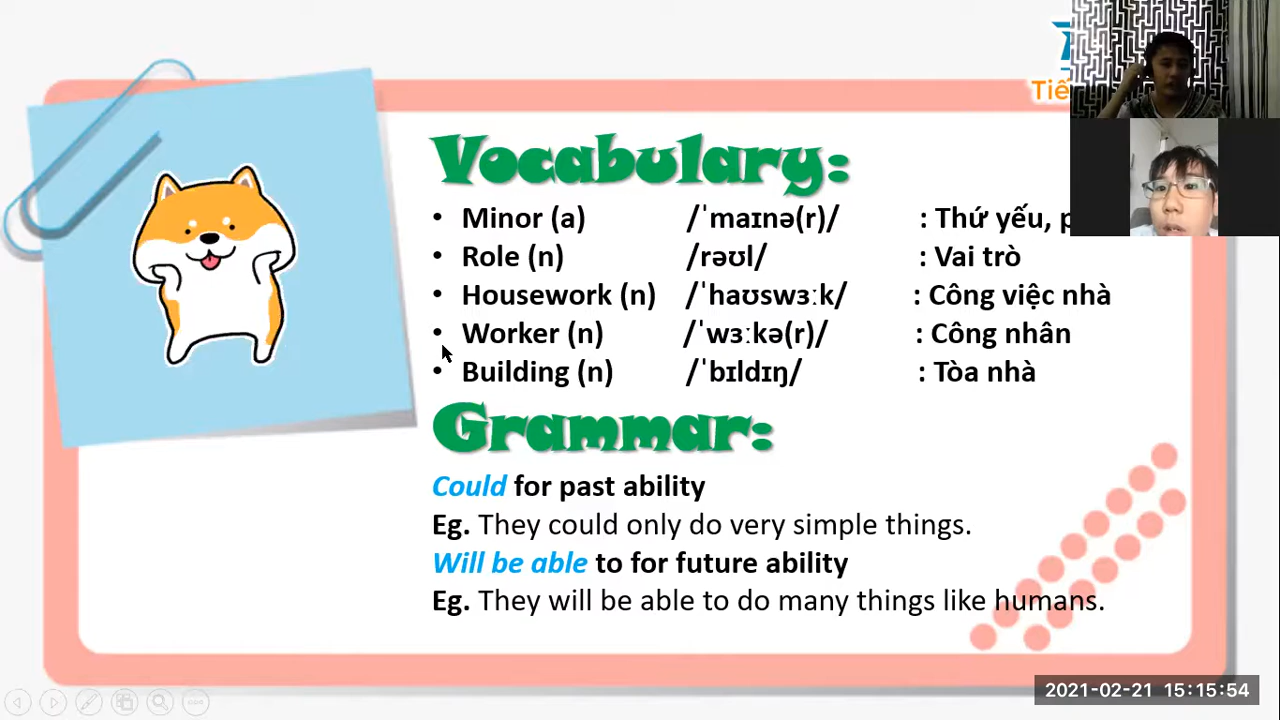 Tiế
Vocabulary:
• Minor (a) /ˈmaɪnə(r)/ : Thứ yếu,
• Role (n) /rəʊl/ : Vai trò
• Housework (n) /ˈhaʊswɜːk/ : Công việc nhà
• Worker (n) /ˈwɜːkə(r)/ : Công nhân
• Building (n) /ˈbɪldɪŋ/ : Tòa nhà
Grammar:
Could for past ability
Eg. They could only do very simple things.
Will be able to for future ability
Eg. They will be able to do many things like humans.
2021-02-21 15:15:54